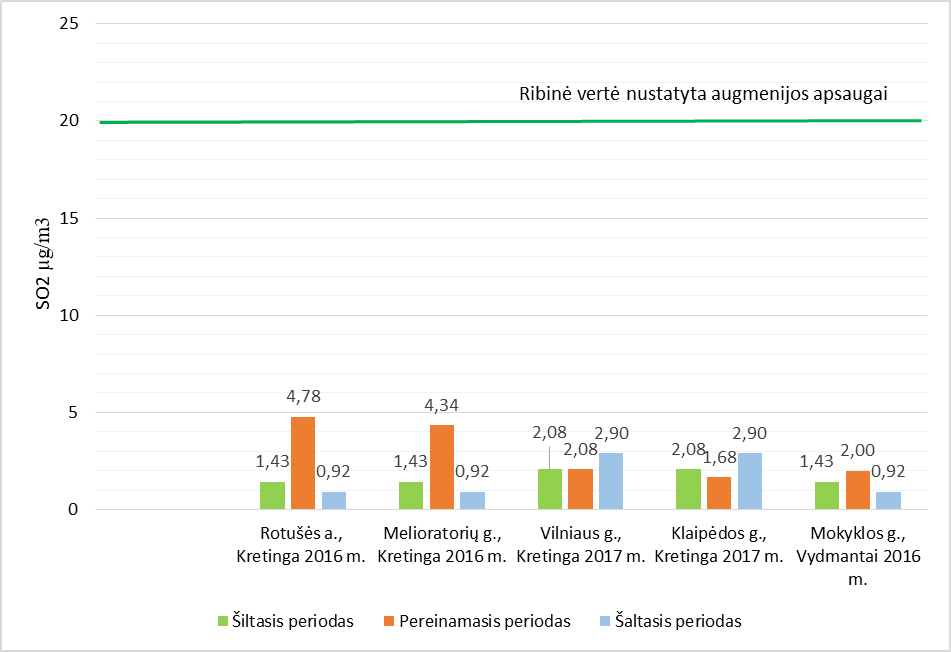 25
Ribinė vertė nustatyta augmenijos apsaugai
20
15
SO2 µg/m3
10
5
0
1,43 4,78 0,92
1,43 4,34 0,92
2,08 2,08 2,90
2,08 1,68 2,90
1,43 2,00 0,92
Rotušės a.,
Kretinga 2016 m.
Melioratorių g.,
Kretinga 2016 m.
Vilniaus g.,
Kretinga 2017 m.
Klaipėdos g.,
Kretinga 2017 m.
Mokyklos g.,
Vydmantai 2016
m.
Šiltasis periodas
Pereinamasis periodas
Šaltasis periodas